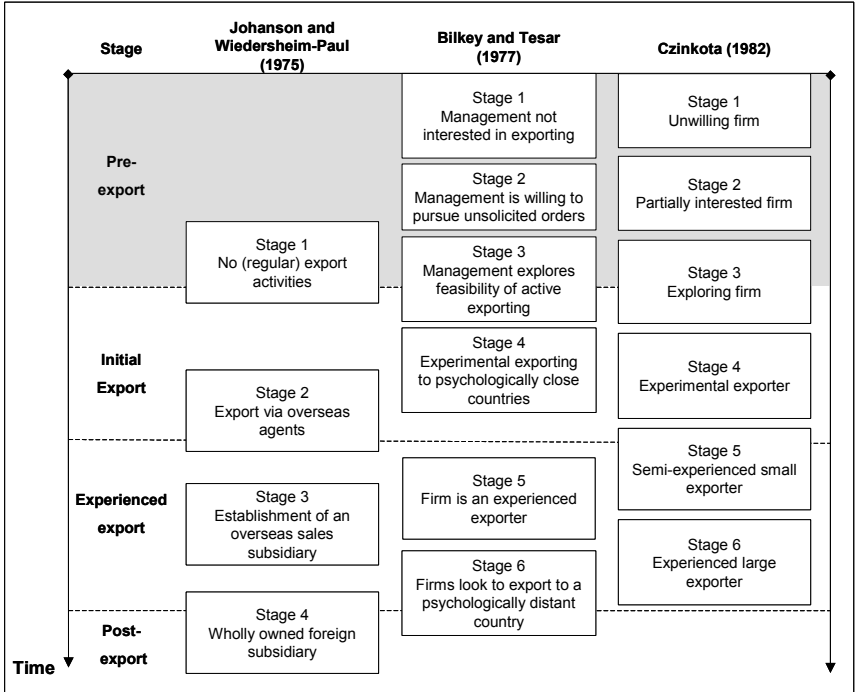 Stage
Johanson and
Wiedersheim-Paul
(1975)
Bilkey and Tesar
(1977)
Czinkota (1982)
Pre-
export
Initial
Export
Experienced
export
Post-
export
Time
Stage 1
No (regular) export
activities
Stage 2
Export via overseas
agents
Stage 3
Establishment of an
overseas sales
subsidiary
Stage 4
Wholly owned foreign
subsidiary
Stage 1
Management not
interested in exporting
Stage 2
Management is willing to
pursue unsolicited orders
Stage 3
Management explores
feasibility of active
exporting
Stage 4
Experimental exporting
to psychologically close
countries
Stage 5
Firm is an experienced
exporter
Stage 6
Firms look to export to a
psychologically distant
country
Stage 1
Unwilling firm
Stage 2
Partially interested firm
Stage 3
Exploring firm
Stage 4
Experimental exporter
Stage 5
Semi-experienced small
exporter
Stage 6
Experienced large
exporter